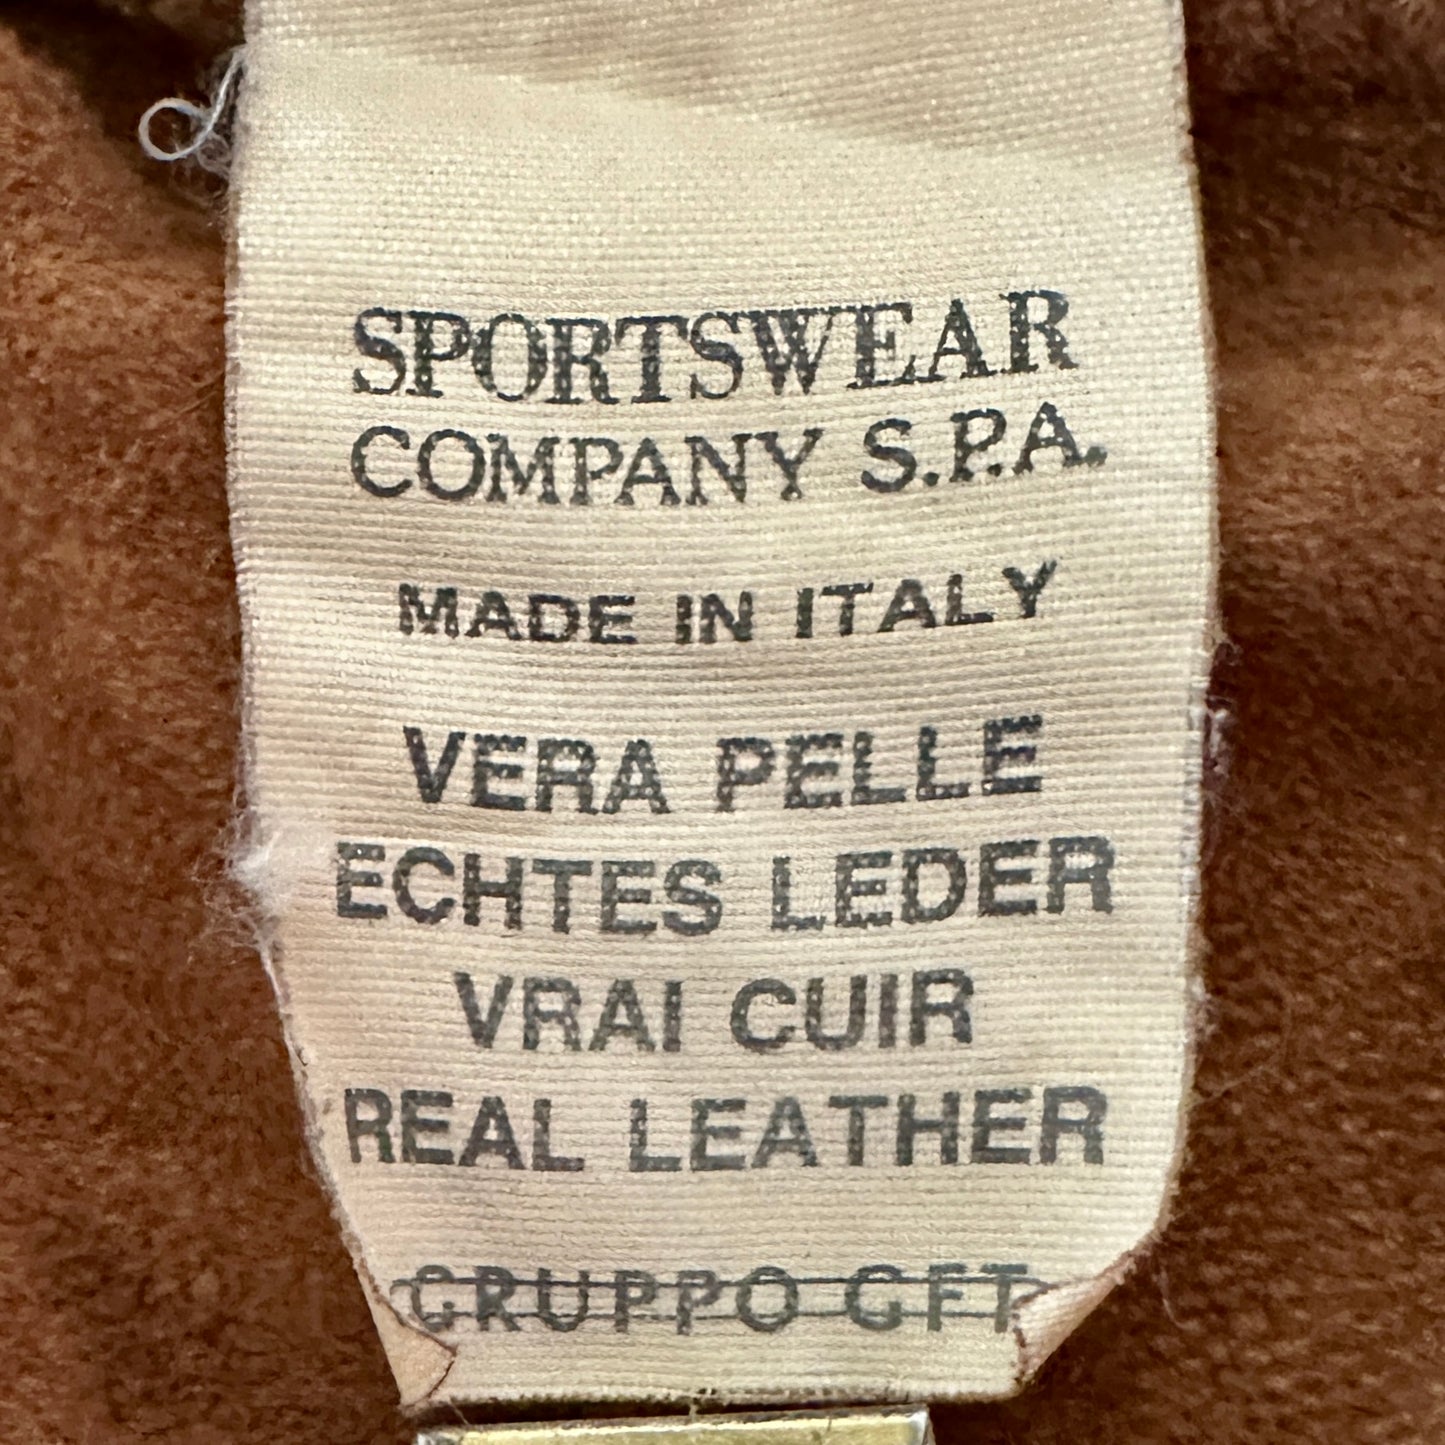 SPORTSWEAR
COMPANY S.P.A.
MADE IN ITALY
VERA PELLE
ECHTES LEDER
VRAI CUIR
REAL LEATHER
GRUPPO GFT